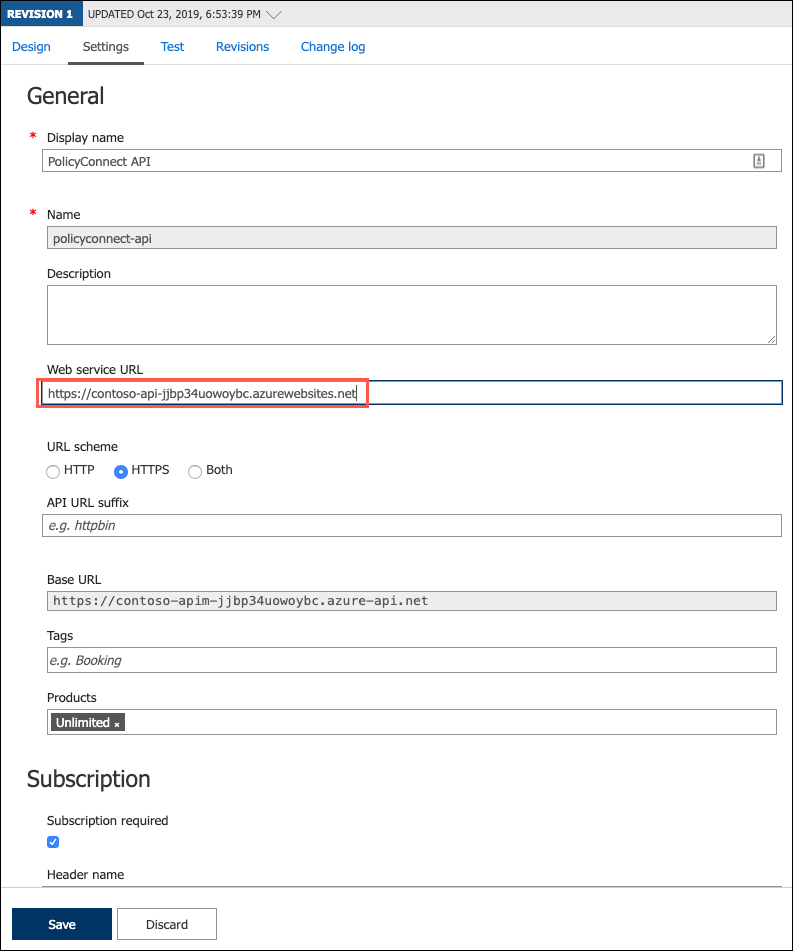 REVISION 1 UPDATED Oct 23, 2019, 6:53:39 PM
Design Settings Test Revisions Change log
General
* Display name
PolicyConnect API
* Name
policyconnect-api
Description
Web service URL
https://contoso-api-jjbp34uowoybc.azurewebsites.net
URL scheme
HTTP HTTPS Both
API URL suffix
e.g. httpbin
Base URL
https://contoso-apim-jjbp34uowoybc.azure-api.net
Tags
e.g. Booking
Products
Unlimited ×
Subscription
Subscription required
Header name
Save Discard